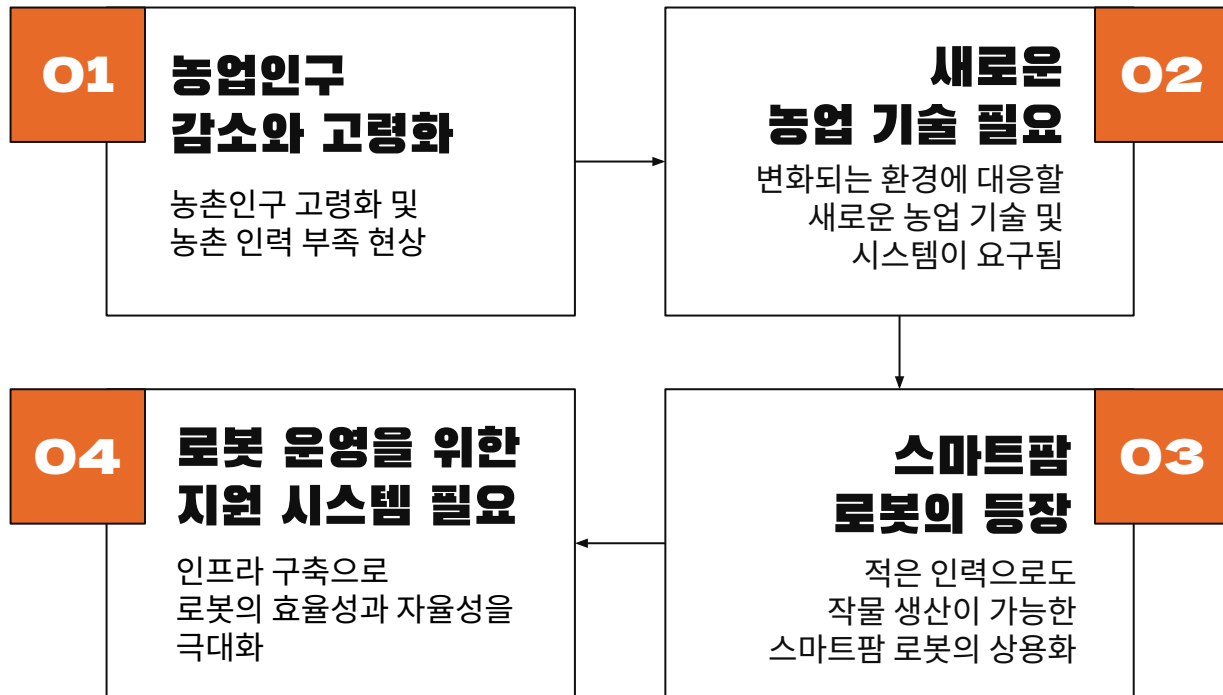 01
농업인구
감소와 고령화
농촌인구 고령화 및
농촌 인력 부족 현상
02
새로운
농업 기술 필요
변화되는 환경에 대응할
새로운 농업 기술 및
시스템이 요구됨
03
스마트팜
로봇의 등장
적은 인력으로도
작물 생산이 가능한
스마트팜 로봇의 상용화
04
로봇 운영을 위한
지원 시스템 필요
인프라 구축으로
로봇의 효율성과 자율성을
극대화